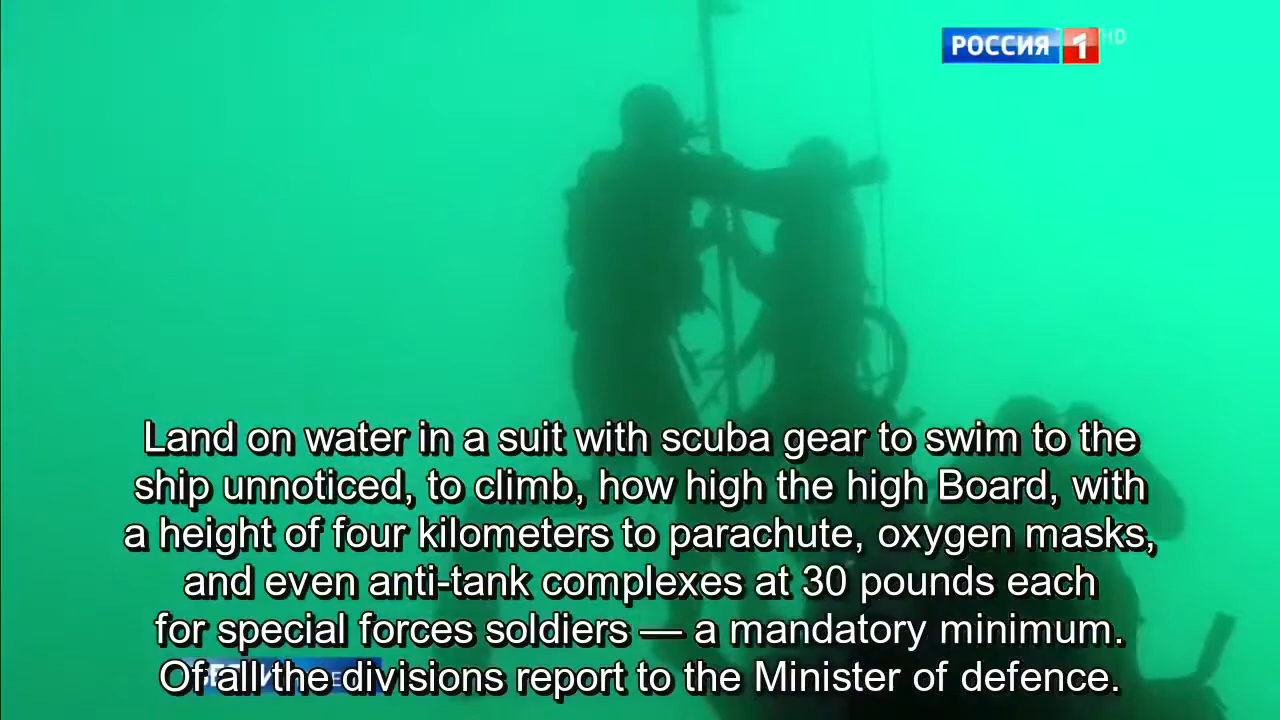 РОССИЯ 1 HD
Land on water in a suit with scuba gear to swim to the
ship unnoticed, to climb, how high the high Board, with
a height of four kilometers to parachute, oxygen masks,
and even anti-tank complexes at 30 pounds each
for special forces soldiers — a mandatory minimum.
Of all the divisions report to the Minister of defence.